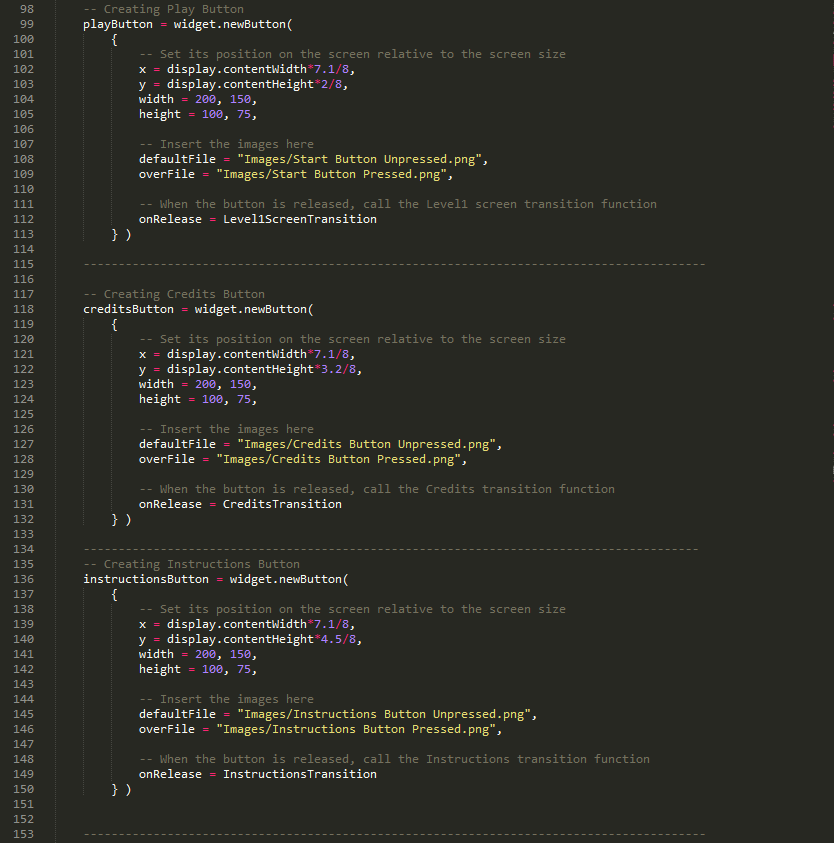 98 -- Creating Play Button
99 playButton = widget.newButton(
100 {
101 -- Set its position on the screen relative to the screen size
102 x = display.contentWidth*7.1/8,
103 y = display.contentHeight*2/8,
104 width = 200, 150,
105 height = 100, 75,
106
107 -- Insert the images here
108 defaultFile = "Images/Start Button Unpressed.png",
109 overFile = "Images/Start Button Pressed.png",
110
111 -- When the button is released, call the Level1 screen transition function
112 onRelease = Level1ScreenTransition
113 } )
114
115 -----------------------------------------------------------------------------------------
116
117 -- Creating Credits Button
118 creditsButton = widget.newButton(
119 {
120 -- Set its position on the screen relative to the screen size
121 x = display.contentWidth*7.1/8,
122 y = display.contentHeight*3.2/8,
123 width = 200, 150,
124 height = 100, 75,
125
126 -- Insert the images here
127 defaultFile = "Images/Credits Button Unpressed.png",
128 overFile = "Images/Credits Button Pressed.png",
129
130 -- When the button is released, call the Credits transition function
131 onRelease = CreditsTransition
132 } )
133
134 ----------------------------------------------------------------------------------------
135 -- Creating Instructions Button
136 instructionsButton = widget.newButton(
137 {
138 -- Set its position on the screen relative to the screen size
139 x = display.contentWidth*7.1/8,
140 y = display.contentHeight*4.5/8,
141 width = 200, 150,
142 height = 100, 75,
143
144 -- Insert the images here
145 defaultFile = "Images/Instructions Button Unpressed.png",
146 overFile = "Images/Instructions Button Pressed.png",
147
148 -- When the button is released, call the Instructions transition function
149 onRelease = InstructionsTransition
150 } )
151
152
153 -----------------------------------------------------------------------------------------